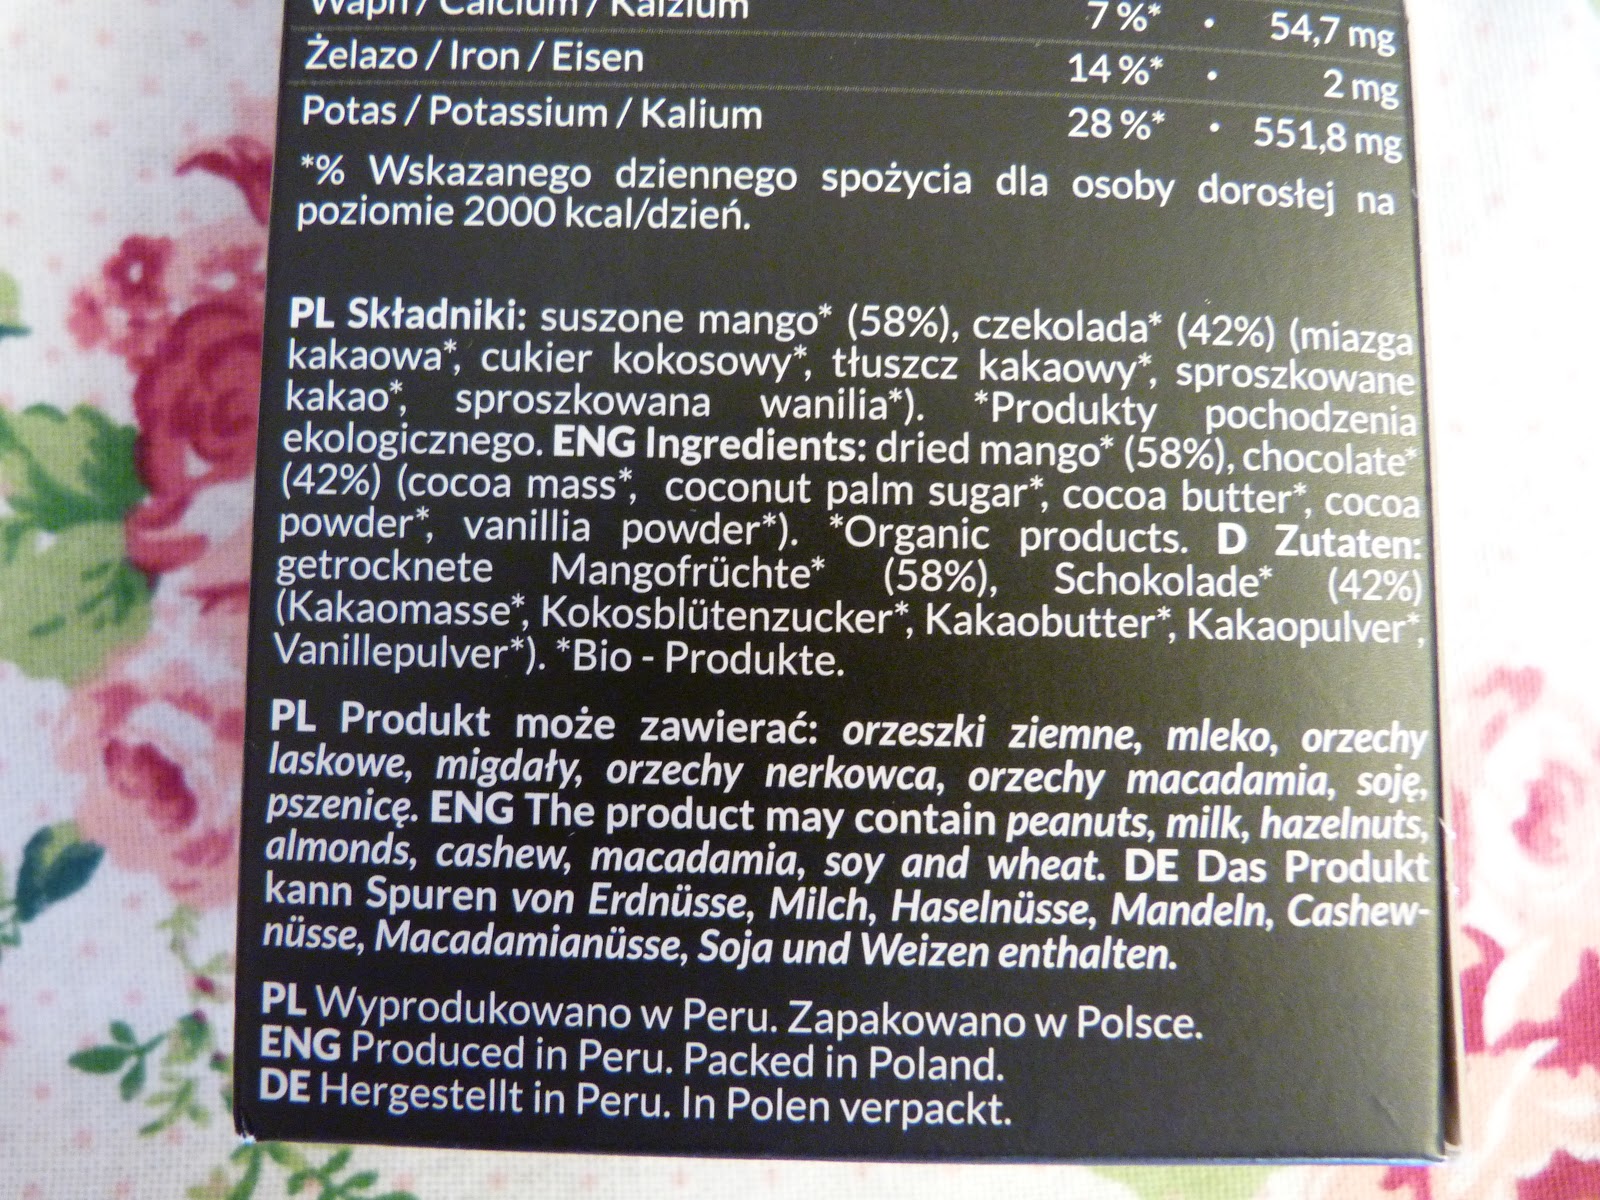 Wapń / Calcium / Kalzium 7 %* • 54,7 mg
Żelazo / Iron / Eisen 14 %* • 2 mg
Potas / Potassium / Kalium 28 %* • 551,8 mg
*% Wskazanego dziennego spożycia dla osoby dorosłej na
poziomie 2000 kcal/dzień.
PL Składniki: suszone mango* (58%), czekolada* (42%) (miazga
kakaowa*, cukier kokosowy*, tłuszcz kakaowy*, sproszkowane
kakao*, sproszkowana wanilia*). *Produkty pochodzenia
ekologicznego. ENG Ingredients: dried mango* (58%), chocolate*
(42%) (cocoa mass*, coconut palm sugar*, cocoa butter*, cocoa
powder*, vanillia powder*). *Organic products. D Zutaten:
getrocknete Mangofrüchte* (58%), Schokolade* (42%)
(Kakaomasse*, Kokosblütenzucker*, Kakaobutter*, Kakaopulver*,
Vanillepulver*). *Bio - Produkte.
PL Produkt może zawierać: orzeszki ziemne, mleko, orzechy
laskowe, migdały, orzechy nerkowca, orzechy macadamia, soję,
pszenicę. ENG The product may contain peanuts, milk, hazelnuts,
almonds, cashew, macadamia, soy and wheat. DE Das Produkt
kann Spuren von Erdnüsse, Milch, Haselnüsse, Mandeln, Cashew-
nüsse, Macadamianüsse, Soja und Weizen enthalten.
PL Wyprodukowano w Peru. Zapakowano w Polsce.
ENG Produced in Peru. Packed in Poland.
DE Hergestellt in Peru. In Polen verpackt.